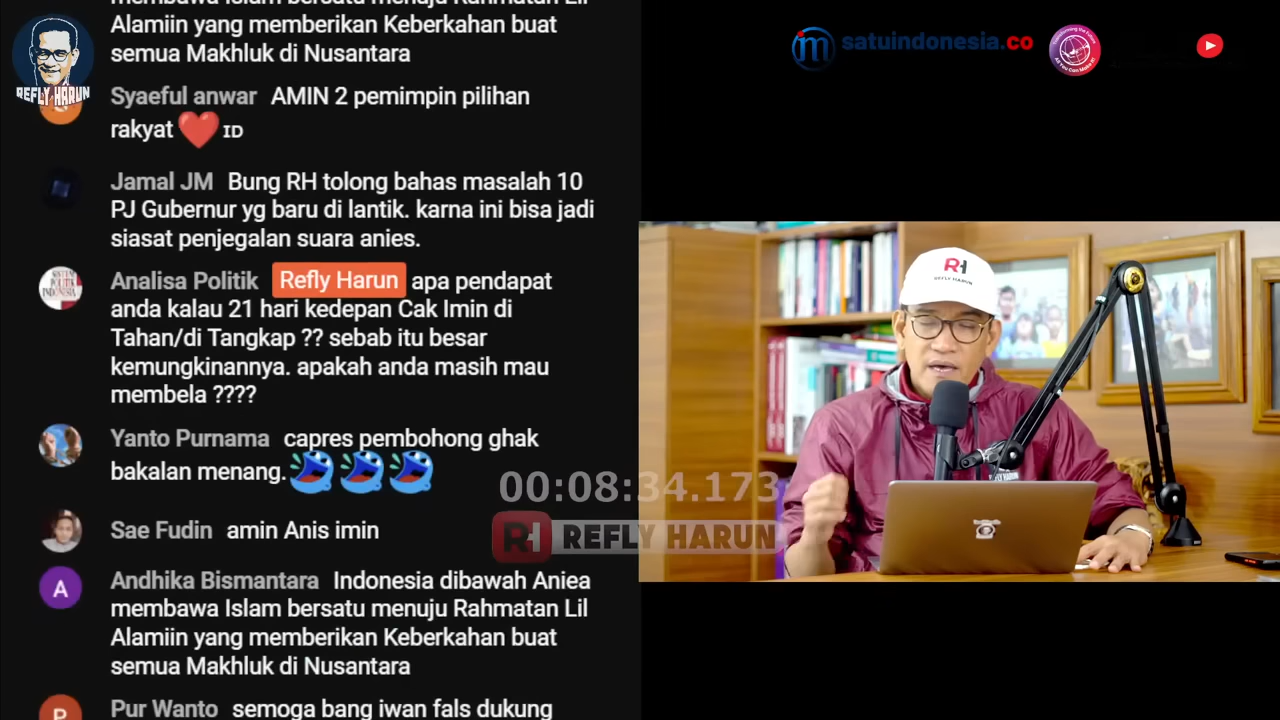 membawa Islam bersatu menuju Rahmatan Lil
Alamiin yang memberikan Keberkahan buat
semua Makhluk di Nusantara
REFLY HARUN
Syaeful anwar AMIN 2 pemimpin pilihan
rakyat ❤️ ID
Jamal JM Bung RH tolong bahas masalah 10
PJ Gubernur yg baru di lantik. karna ini bisa jadi
siasat penjegalan suara anies.
Analisa Politik Refly Harun apa pendapat
anda kalau 21 hari kedepan Cak Imin di
Tahan/di Tangkap ?? sebab itu besar
kemungkinannya. apakah anda masih mau
membela ????
Yanto Purnama capres pembohong ghak
bakalan menang.
Sae Fudin amin Anis imin
A
Andhika Bismantara Indonesia dibawah Aniea
membawa Islam bersatu menuju Rahmatan Lil
Alamiin yang memberikan Keberkahan buat
semua Makhluk di Nusantara
P
Pur Wanto semoga bang iwan fals dukung
satuindonesia.co
RH
REFLY HARUN
00:08:34.173
RH REFLY HARUN